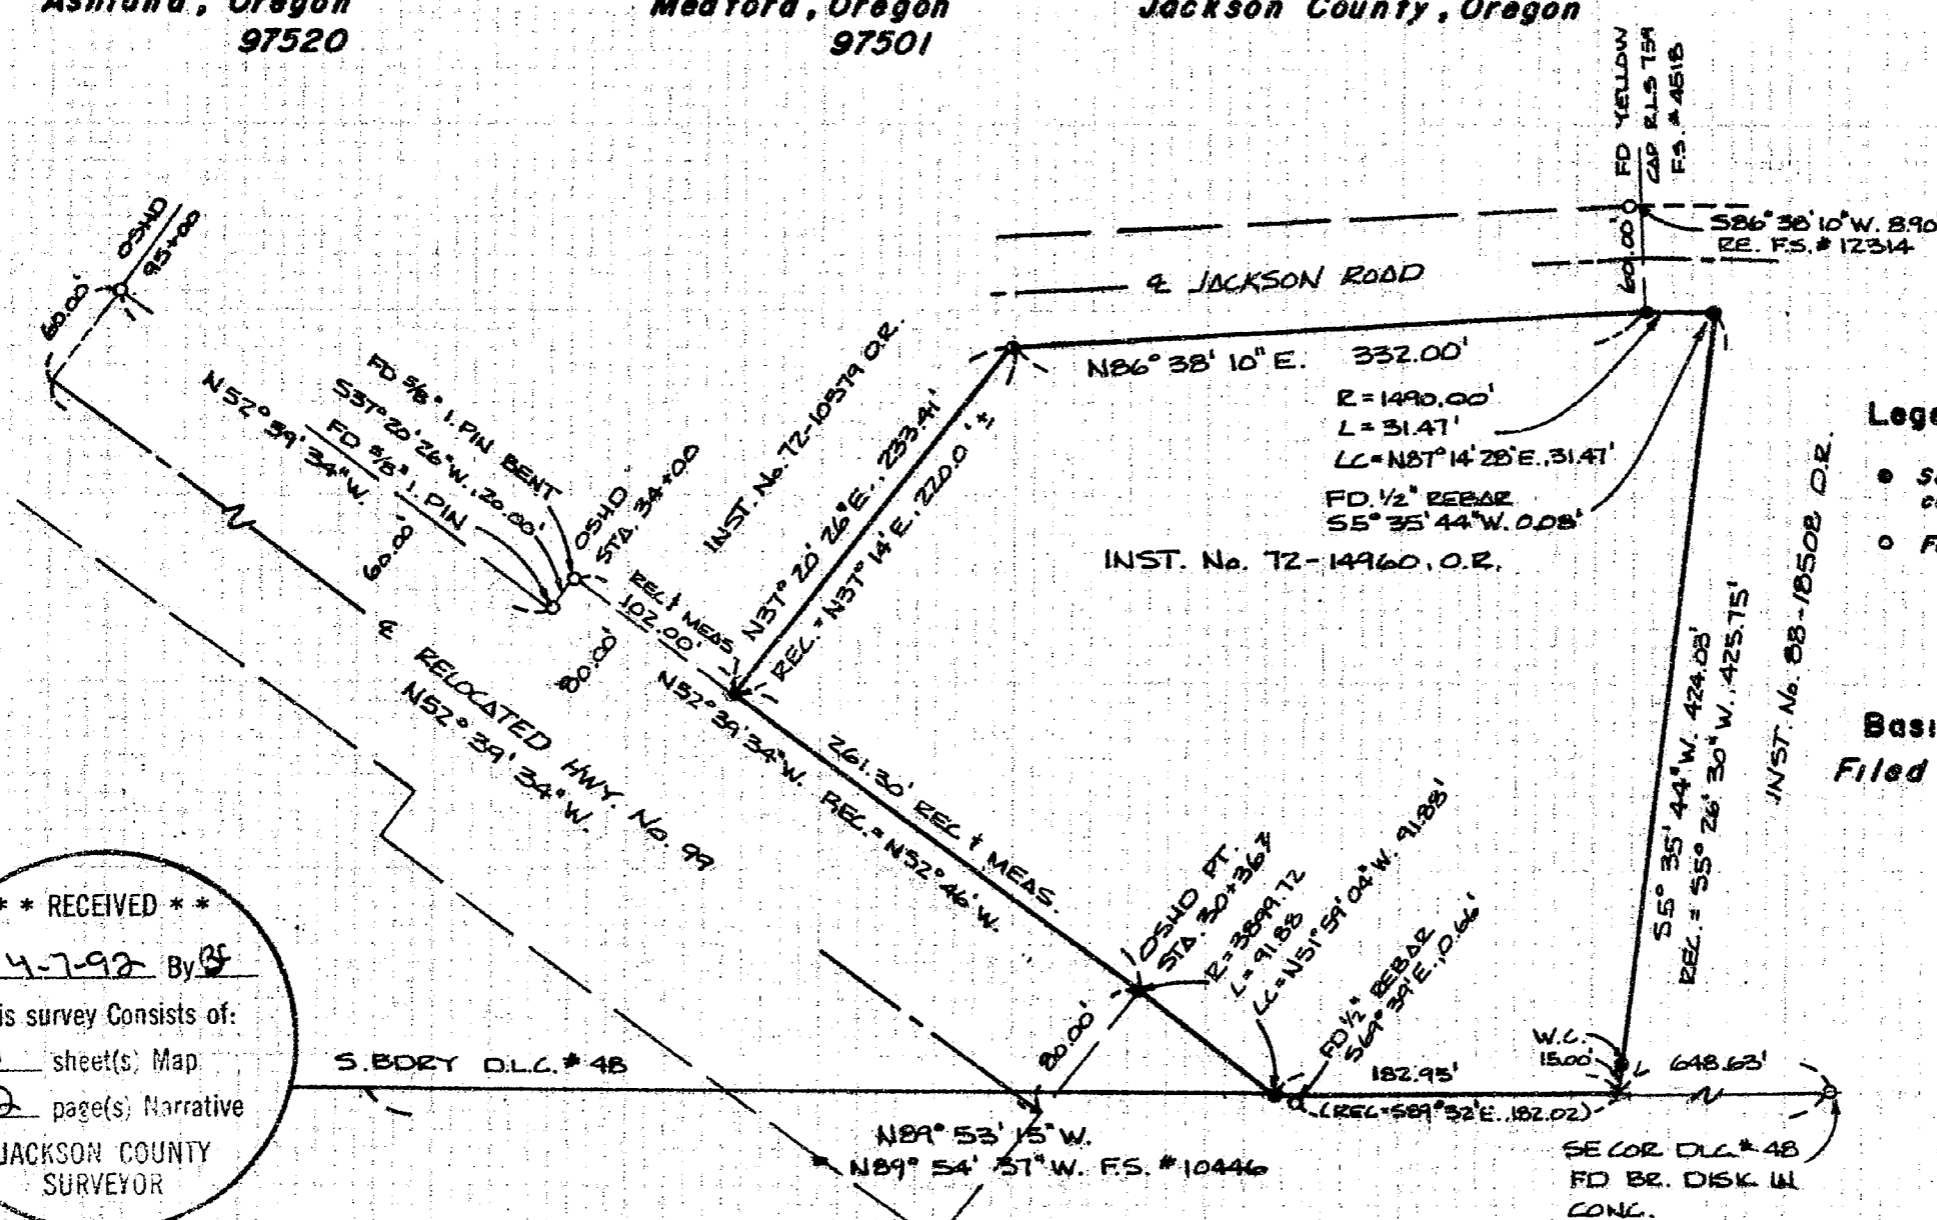 Ashland, Oregon
97520
Medford, Oregon
97501
Jackson County, Oregon
FD YELLOW
CAP R.L.S 759
F.S. # 4518
S86° 38' 10" W. 8.90'
RE. F.S. # 12314
60.00'
℄ JACKSON ROAD
OSHD
95+00
60.00'
FD 5/8" I. PIN BENT
S37° 20' 26" W., 20.00'
FD 5/8" I. PIN
N52° 39' 34" W.
60.00'
OSHD
STA. 34+00
INST. No. 72-10579 O.R.
N37° 20' 26" E., 233.41'
REC. = N37° 14' E. 220.0' ±
N86° 38' 10" E. 332.00'
R = 1490.00'
L = 31.47'
LC = N87° 14' 28" E., 31.47'
FD. 1/2" REBAR
S5° 35' 44" W. 0.08'
INST. No. 72-14960, O.R.
REC & MEAS
102.00'
80.00'
℄ RELOCATED HWY. No. 99
N52° 39' 34" W.
N52° 39' 34" W. REC. = N52° 46' W.
261.30' REC & MEAS.
OSHD PT.
STA. 30+36.7
R = 3899.72
L = 91.88
LC = N51° 59' 04" W. 91.88'
FD 1/2" REBAR
S69° 39' E., 0.66'
80.00'
S5° 35' 44" W. 424.03'
REC. = S5° 26' 30" W., 425.75'
INST. No. 88-18502 O.R.
Lege
Basi
Filed
* * RECEIVED * *
4-7-92 By
is survey Consists of:
sheet(s) Map
2 page(s) Narrative
JACKSON COUNTY
SURVEYOR
S. BDRY D.L.C. # 48
N89° 53' 15" W.
N89° 54' 37" W. F.S. # 10446
182.95'
(REC = S89° 32' E. 182.02)
W.C.
15.00'
648.63'
SE COR DLC # 48
FD BR. DISK IN
CONC.